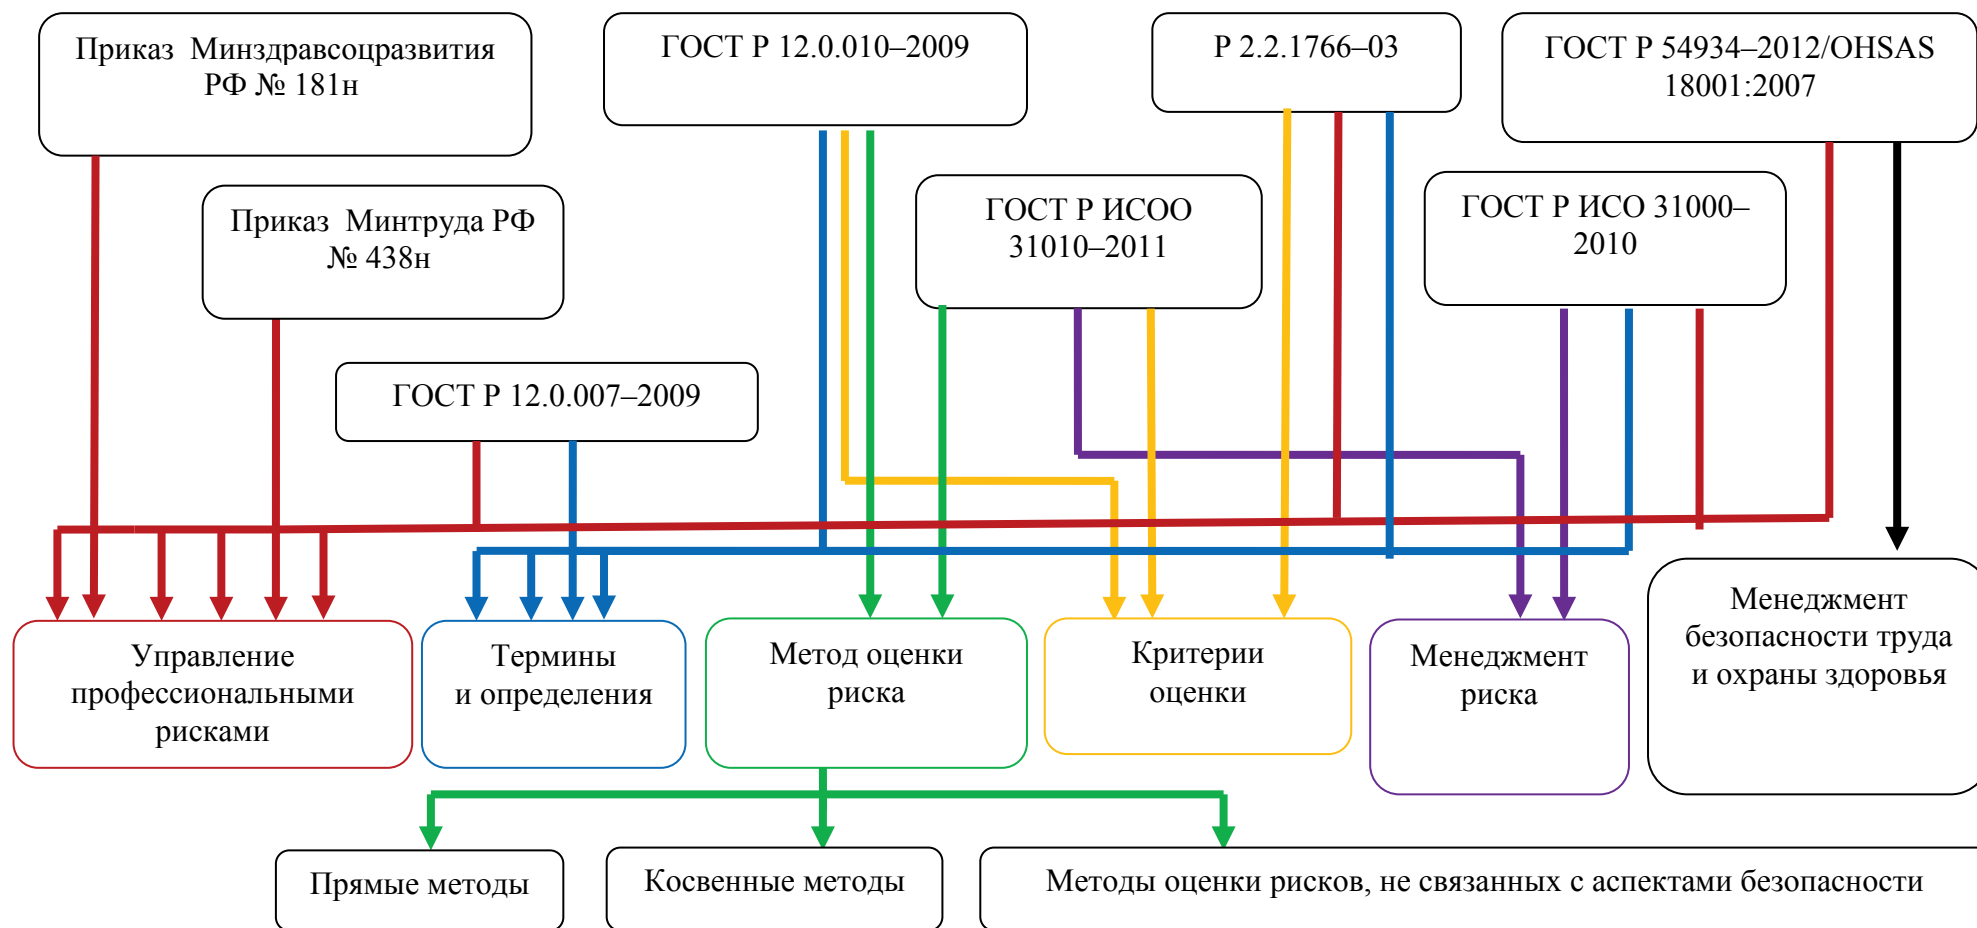 Приказ Минздравсоцразвития
РФ № 181н
ГОСТ Р 12.0.010–2009
Р 2.2.1766–03
ГОСТ Р 54934–2012/OHSAS
18001:2007
Приказ Минтруда РФ
№ 438н
ГОСТ Р ИСОО
31010–2011
ГОСТ Р ИСО 31000–
2010
ГОСТ Р 12.0.007–2009
Управление
профессиональными
рисками
Термины
и определения
Метод оценки
риска
Критерии
оценки
Менеджмент
риска
Менеджмент
безопасности труда
и охраны здоровья
Прямые методы
Косвенные методы
Методы оценки рисков, не связанных с аспектами безопасности